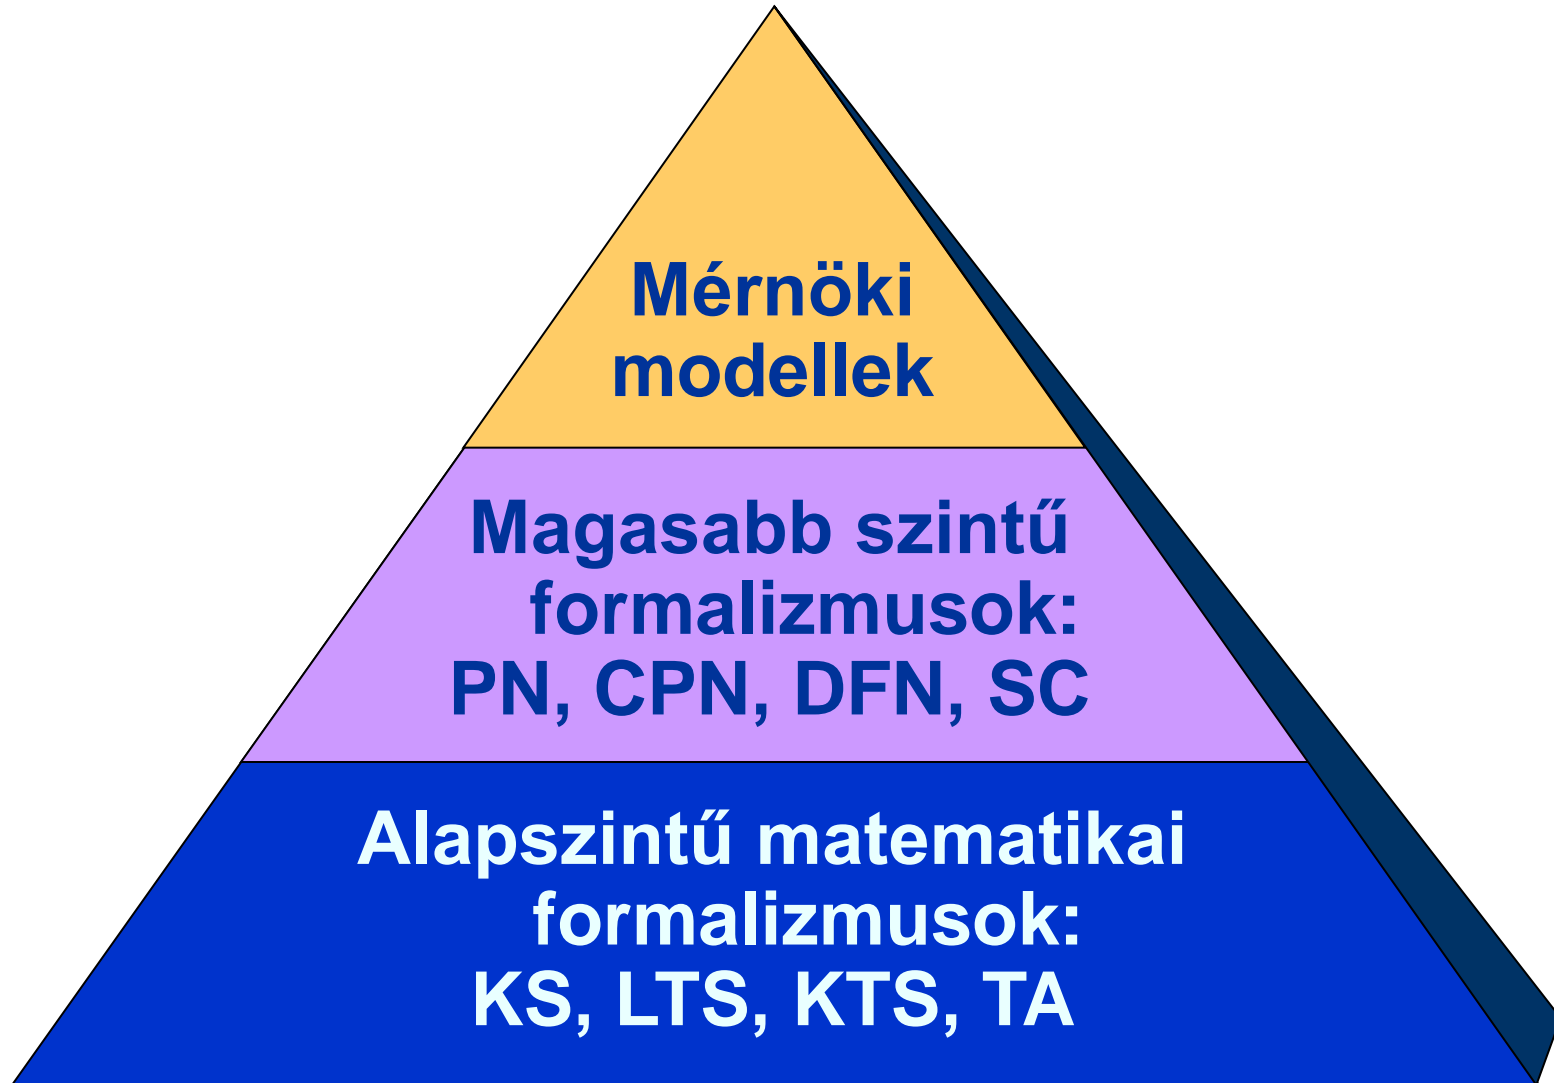 Mérnöki
modellek
Magasabb szintű
formalizmusok:
PN, CPN, DFN, SC
Alapszintű matematikai
formalizmusok:
KS, LTS, KTS, TA